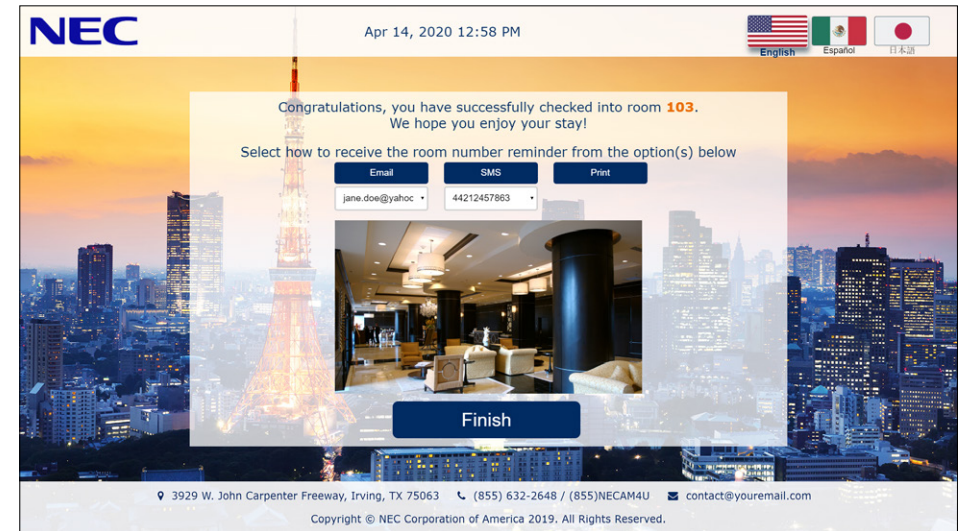 NEC
Apr 14, 2020 12:58 PM
English
Español
日本語
Congratulations, you have successfully checked into room 103.
We hope you enjoy your stay!
Select how to receive the room number reminder from the option(s) below
Email SMS Print
jane.doe@yahoc 44212457863
Finish
3929 W. John Carpenter Freeway, Irving, TX 75063 (855) 632-2648 / (855)NECAM4U contact@youremail.com
Copyright © NEC Corporation of America 2019. All Rights Reserved.